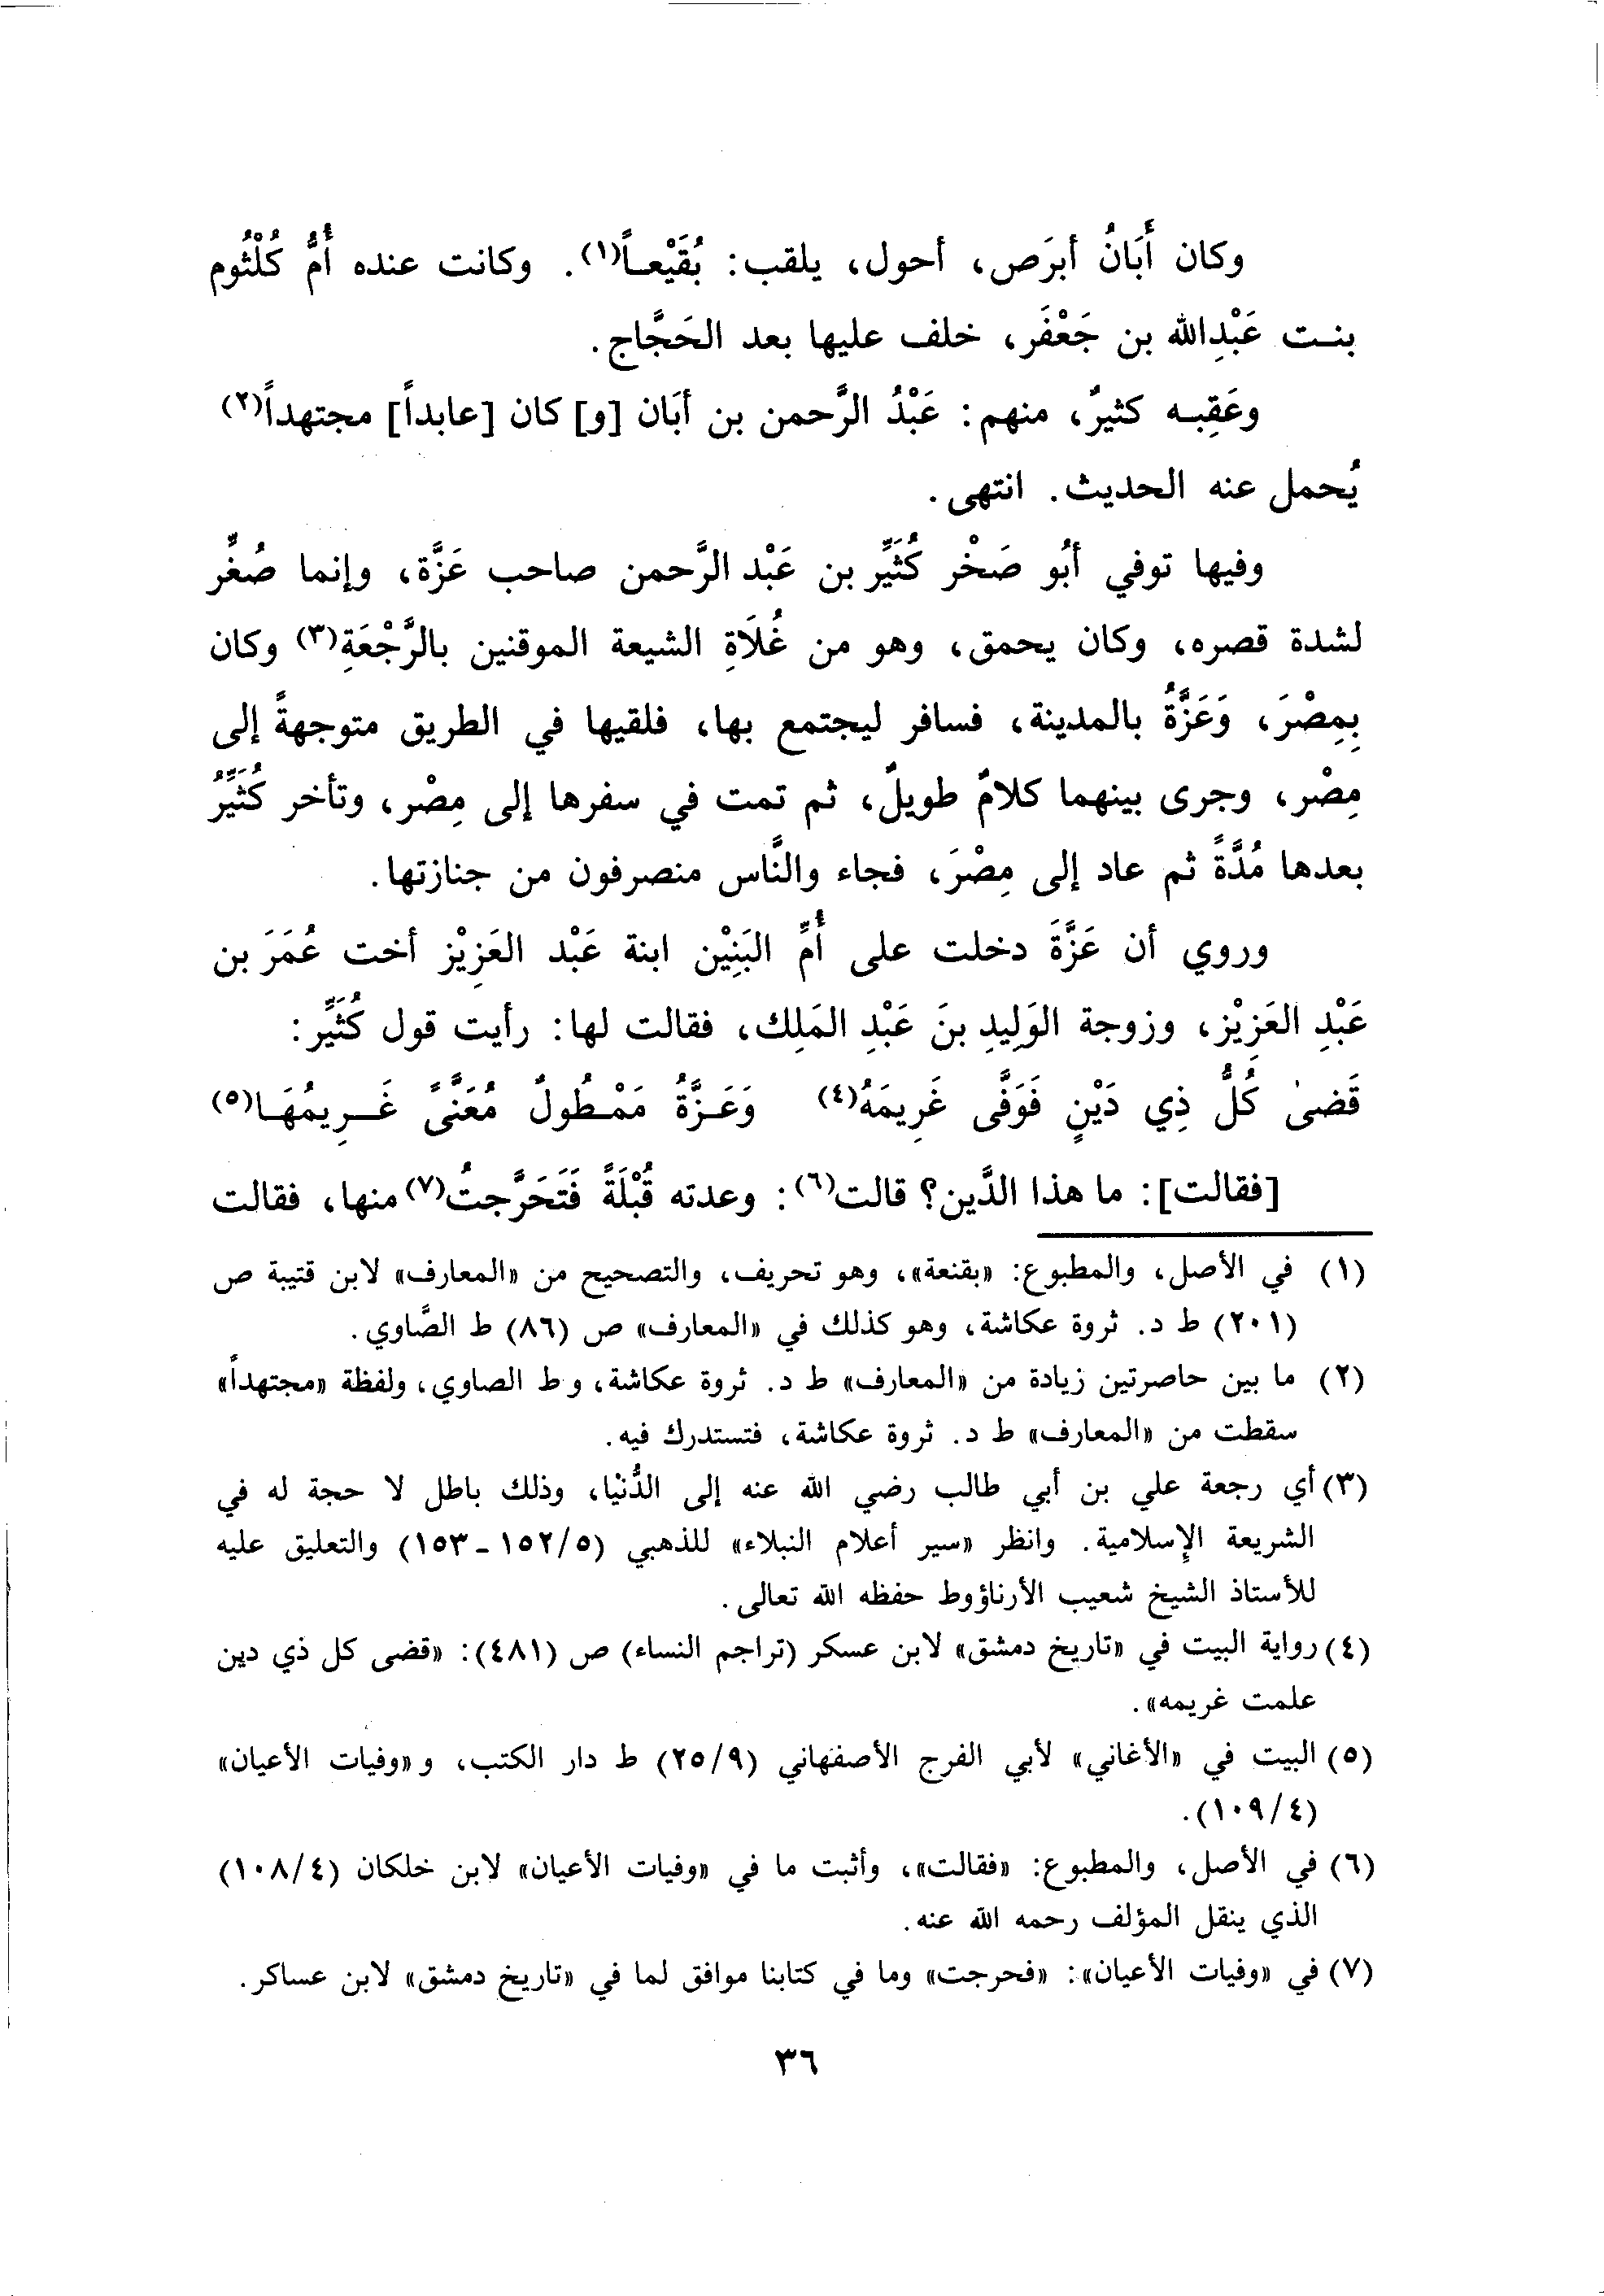 وكان أَبَانُ أبرَص، أحول، يلقب: بُقَيْعاً(١). وكانت عنده أُمُّ كُلْثُوم
بنت عَبْدِالله بن جَعْفَر، خلف عليها بعد الحَجَّاج.
وعَقِبه كثيرٌ، منهم: عَبْدُ الرَّحمن بن أبَان [و] كان [عابداً] مجتهداً(٢)
يُحمل عنه الحديث. انتهى.
وفيها توفي أبُو صَخْر كُثَيِّر بن عَبْد الرَّحمن صاحب عَزَّة، وإنما صُغِّر
لشدة قصره، وكان يحمق، وهو من غُلَاةِ الشيعة الموقنين بالرَّجْعَةِ(٣) وكان
بِمِصْرَ، وَعَزَّةُ بالمدينة، فسافر ليجتمع بها، فلقيها في الطريق متوجهةً إلى
مِصْر، وجرى بينهما كلامٌ طويلٌ، ثم تمت في سفرها إلى مِصْر، وتأخر كُثَيِّرٌ
بعدها مُدَّةً ثم عاد إلى مِصْرَ، فجاء والنَّاس منصرفون من جنازتها.
وروي أن عَزَّةَ دخلت على أُمِّ البَنِيْن ابنة عَبْد العَزِيْز أخت عُمَرَ بن
عَبْدِ العَزِيْز، وزوجة الوَلِيدِ بنَ عَبْدِ المَلِك، فقالت لها: رأيت قول كُثَيِّر:
قَضىٰ كُلُّ ذِي دَيْنٍ فَوَفَّى غَرِيمَهُ(٤) وَعَزَّةُ مَمْطُولٌ مُعَنَّىً غَرِيمُهَا(٥)
[فقالت]: ما هذا الدَّين؟ قالت(٦): وعدته قُبْلَةً فَتَحَرَّجتُ(٧) منها، فقالت
(١) في الأصل، والمطبوع: «بقنعة»، وهو تحريف، والتصحيح من «المعارف» لابن قتيبة ص
(٢٠١) ط د. ثروة عكاشة، وهو كذلك في «المعارف» ص (٨٦) ط الصَّاوي.
(٢) ما بين حاصرتين زيادة من «المعارف» ط د. ثروة عكاشة، وط الصاوي، ولفظة «مجتهداً»
سقطت من «المعارف» ط د. ثروة عكاشة، فتستدرك فيه.
(٣) أي رجعة علي بن أبي طالب رضي الله عنه إلى الدُّنْيا، وذلك باطل لا حجة له في
الشريعة الإسلامية. وانظر «سير أعلام النبلاء» للذهبي (١٥٢/٥ ـ ١٥٣) والتعليق عليه
للأستاذ الشيخ شعيب الأرناؤوط حفظه الله تعالى.
(٤) رواية البيت في «تاريخ دمشق» لابن عسكر (تراجم النساء) ص (٤٨١): «قضى كل ذي دين
علمت غريمه».
(٥) البيت في «الأغاني» لأبي الفرج الأصفهاني (٢٥/٩) ط دار الكتب، و«وفيات الأعيان»
(١٠٩/٤).
(٦) في الأصل، والمطبوع: «فقالت»، وأثبت ما في «وفيات الأعيان» لابن خلكان (١٠٨/٤)
الذي ينقل المؤلف رحمه الله عنه.
(٧) في «وفيات الأعيان»: «فحرجت» وما في كتابنا موافق لما في «تاريخ دمشق» لابن عساكر.
٣٦